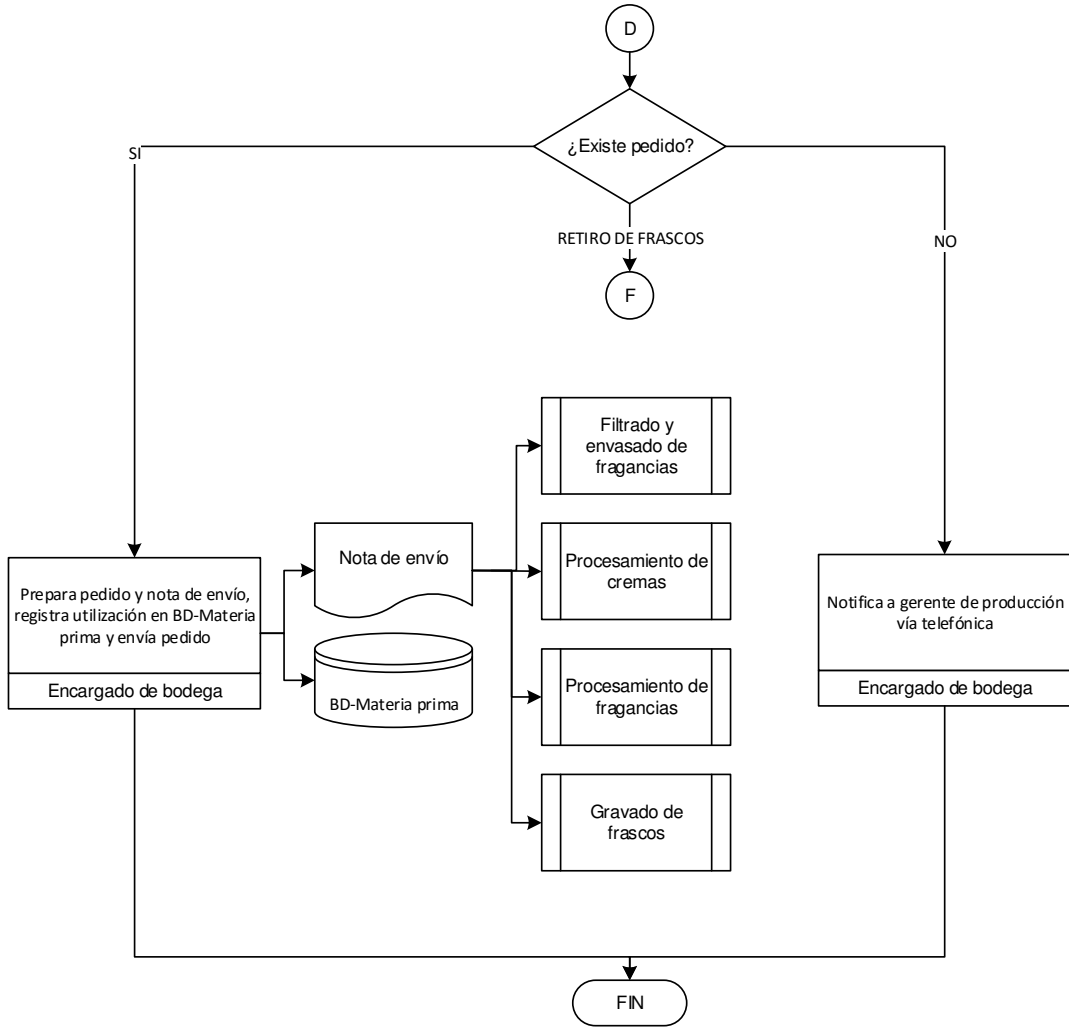 D
¿Existe pedido?
SI
RETIRO DE FRASCOS
NO
F
Filtrado y
envasado de
fragancias
Nota de envío
Procesamiento de
cremas
Prepara pedido y nota de envío,
registra utilización en BD-Materia
prima y envía pedido
Encargado de bodega
BD-Materia prima
Procesamiento de
fragancias
Notifica a gerente de producción
vía telefónica
Encargado de bodega
Gravado de
frascos
FIN